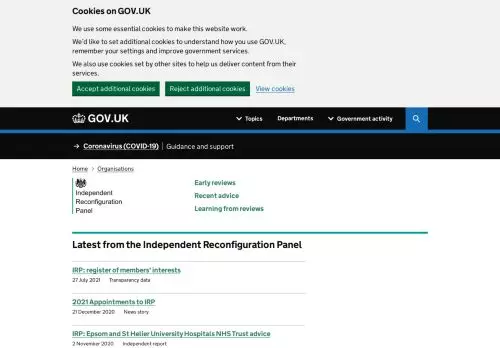 Cookies on GOV.UK
We use some essential cookies to make this website work.
We'd like to set additional cookies to understand how you use GOV.UK,
remember your settings and improve government services.
We also use cookies set by other sites to help us deliver content from their
services.
Accept additional cookies Reject additional cookies View cookies
GOV.UK Topics Departments Government activity
→ Coronavirus (COVID-19) Guidance and support
Home Organisations
Independent
Reconfiguration
Panel
Early reviews
Recent advice
Learning from reviews
Latest from the Independent Reconfiguration Panel
IRP: register of members' interests
27 July 2021 Transparency data
2021 Appointments to IRP
21 December 2020 News story
IRP: Epsom and St Helier University Hospitals NHS Trust advice
2 November 2020 Independent report